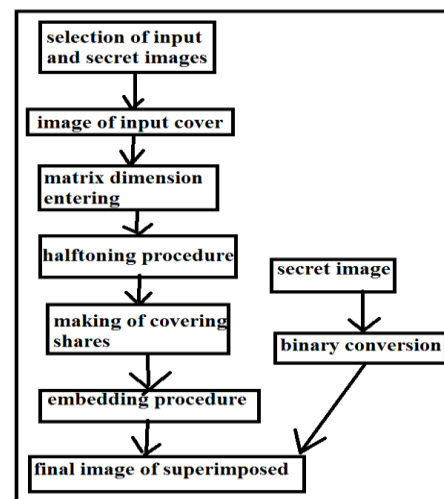 selection of input
and secret images
image of input cover
matrix dimension
entering
halftoning procedure
making of covering
shares
embedding procedure
secret image
binary conversion
final image of superimposed